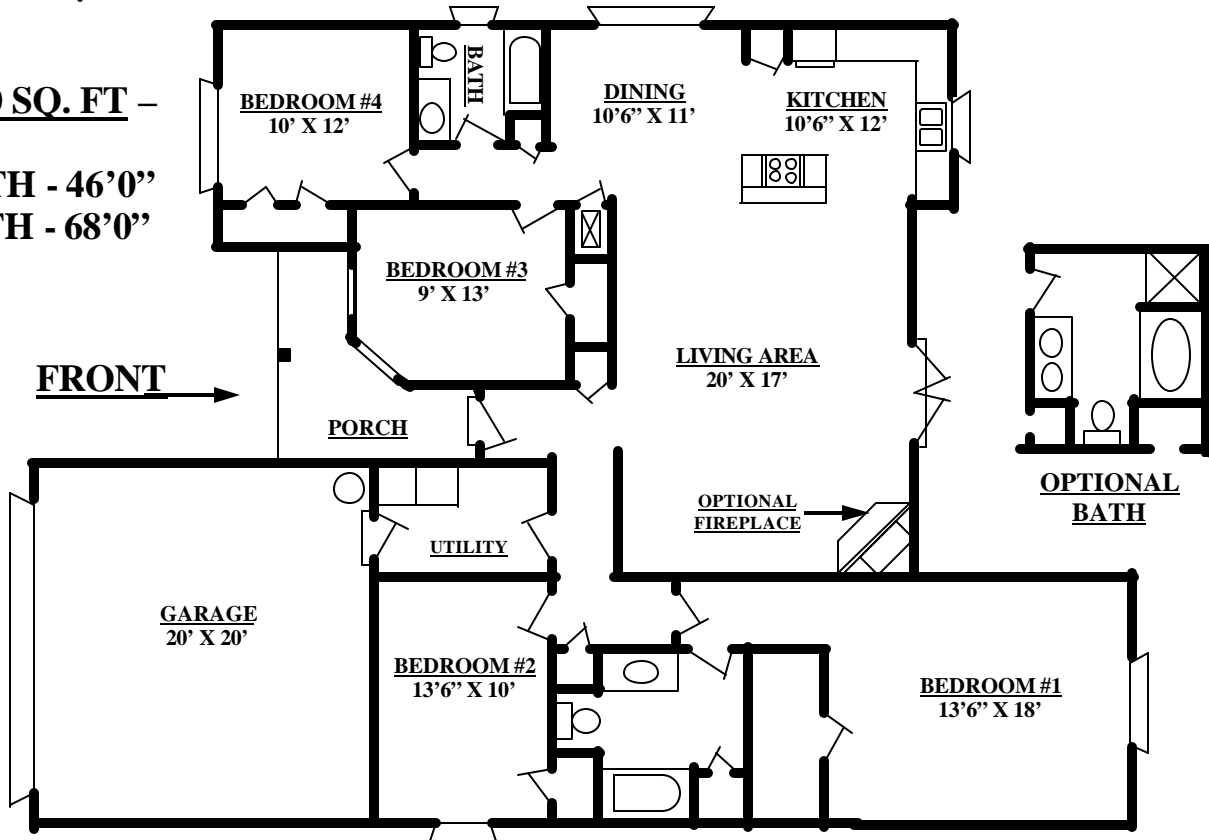 SQ. FT –
- 46’0”
- 68’0”
BEDROOM #4
10’ X 12’
BATH
DINING
10’6” X 11’
KITCHEN
10’6” X 12’
BEDROOM #3
9’ X 13’
LIVING AREA
20’ X 17’
FRONT
PORCH
OPTIONAL
BATH
OPTIONAL
FIREPLACE
UTILITY
GARAGE
20’ X 20’
BEDROOM #2
13’6” X 10’
BEDROOM #1
13’6” X 18’